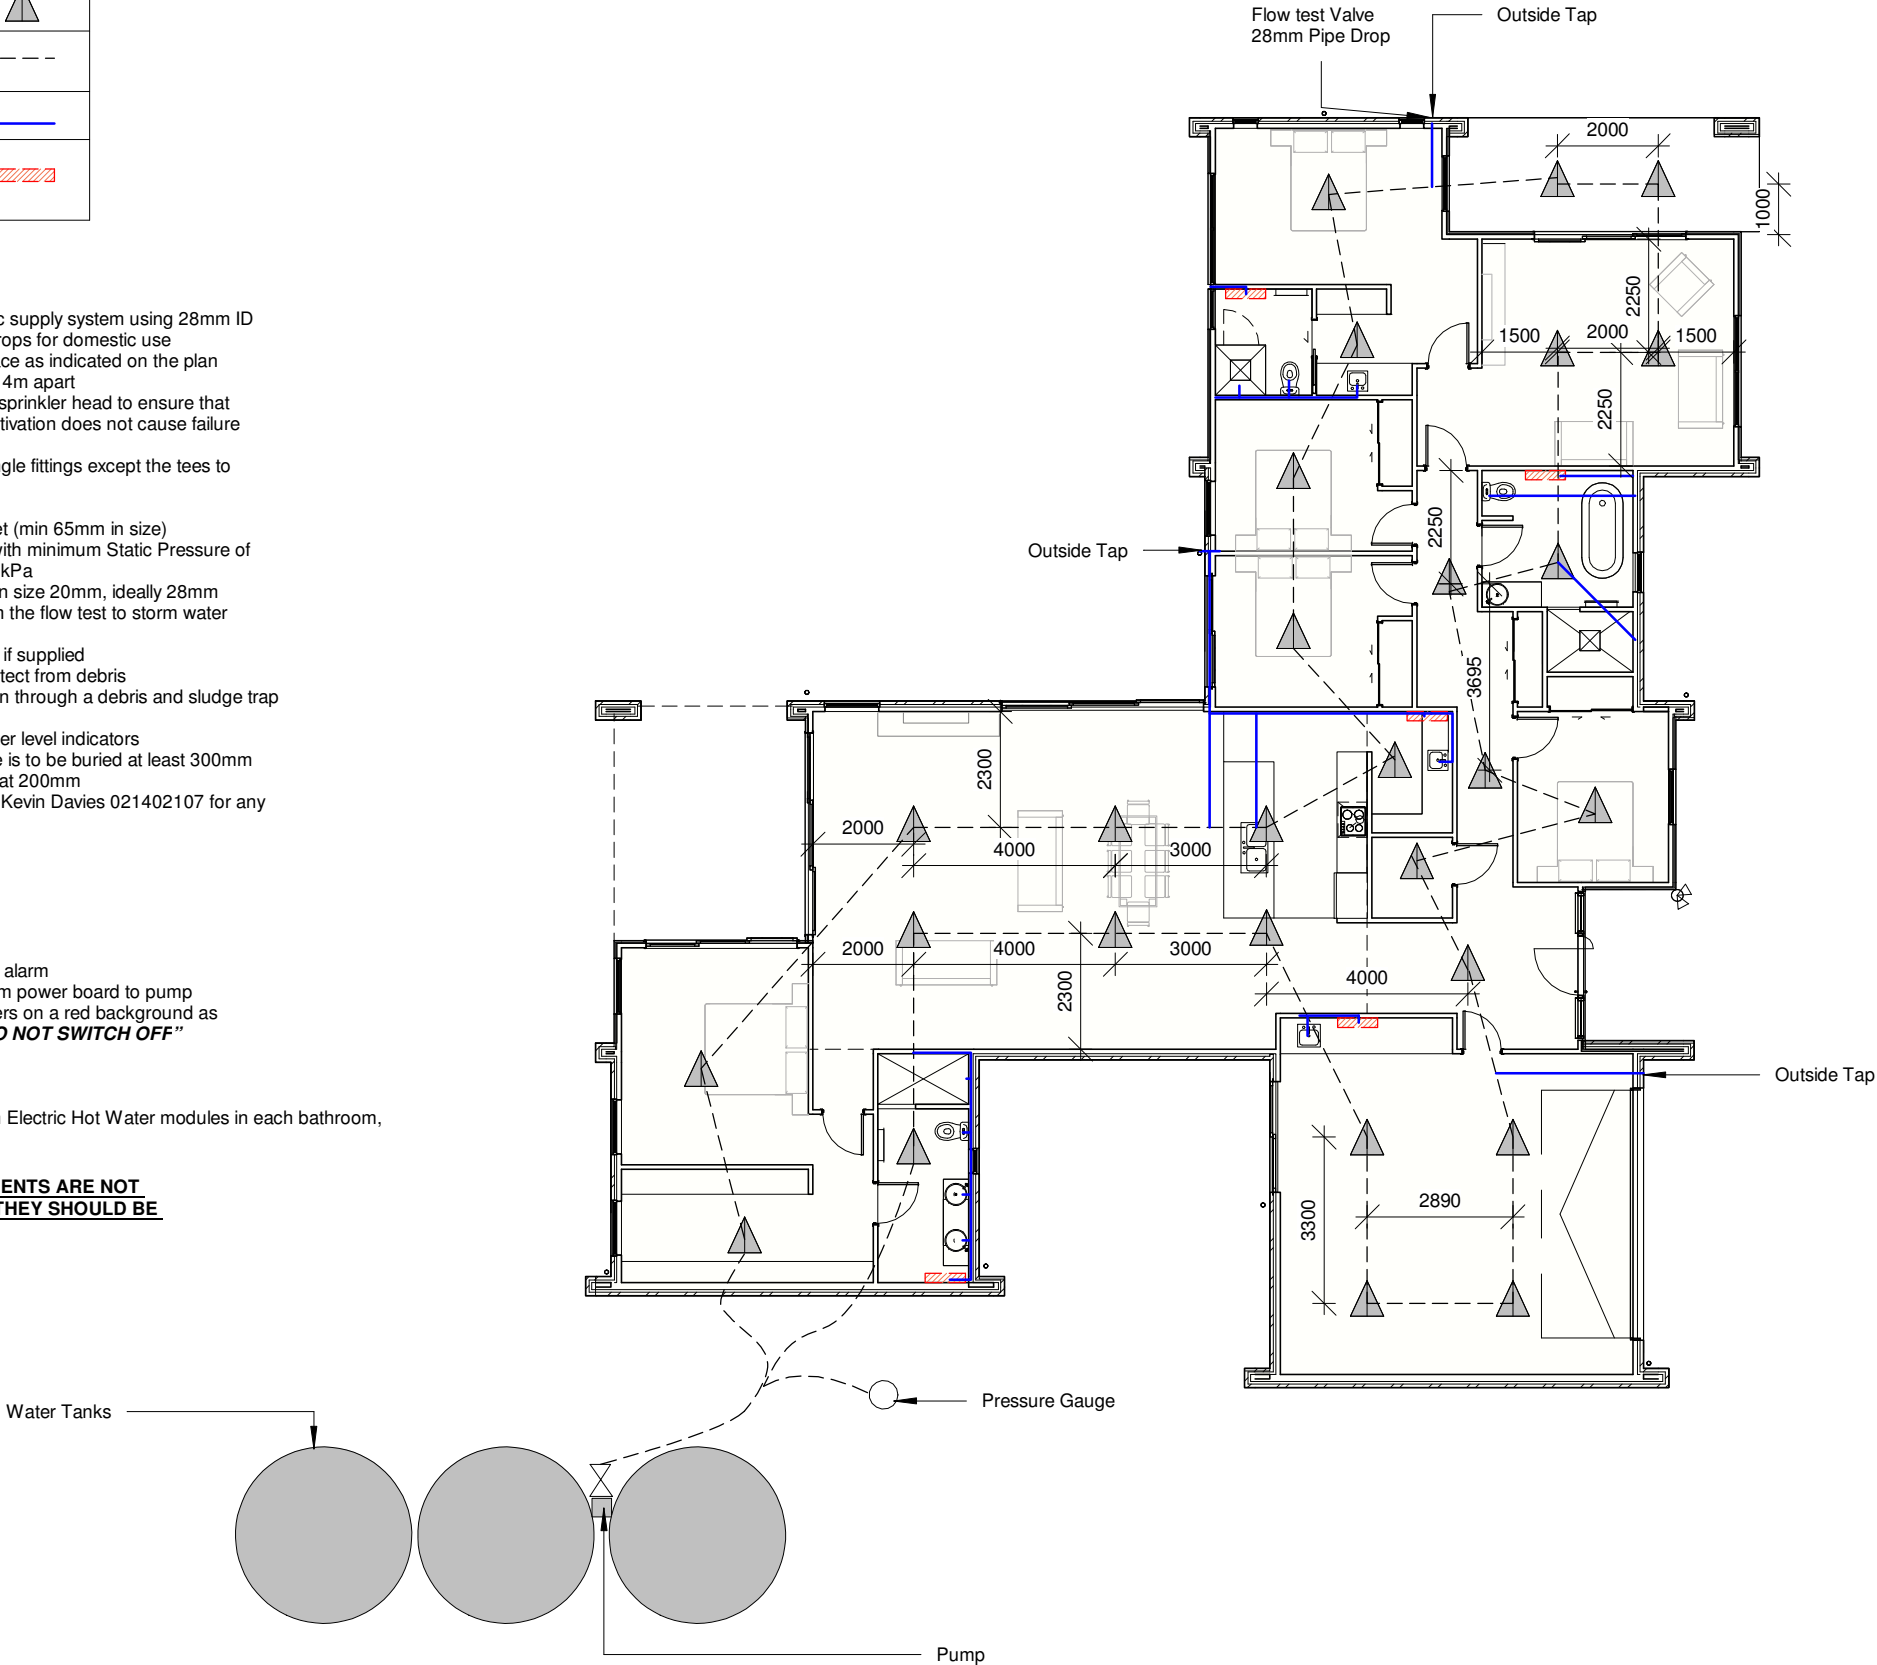 Flow test Valve
28mm Pipe Drop
Outside Tap
2000
1000
c supply system using 28mm ID
rops for domestic use
ace as indicated on the plan
4m apart
sprinkler head to ensure that
tivation does not cause failure
ngle fittings except the tees to
et (min 65mm in size)
with minimum Static Pressure of
kPa
n size 20mm, ideally 28mm
n the flow test to storm water
if supplied
tect from debris
n through a debris and sludge trap
er level indicators
e is to be buried at least 300mm
at 200mm
Kevin Davies 021402107 for any
alarm
m power board to pump
ers on a red background as
O NOT SWITCH OFF”
Electric Hot Water modules in each bathroom,
ENTS ARE NOT
THEY SHOULD BE
2250
1500
2000
1500
2250
2250
Outside Tap
3695
2300
2000
4000
3000
2000
4000
3000
2300
4000
Outside Tap
3300
2890
Pressure Gauge
Water Tanks
Pump